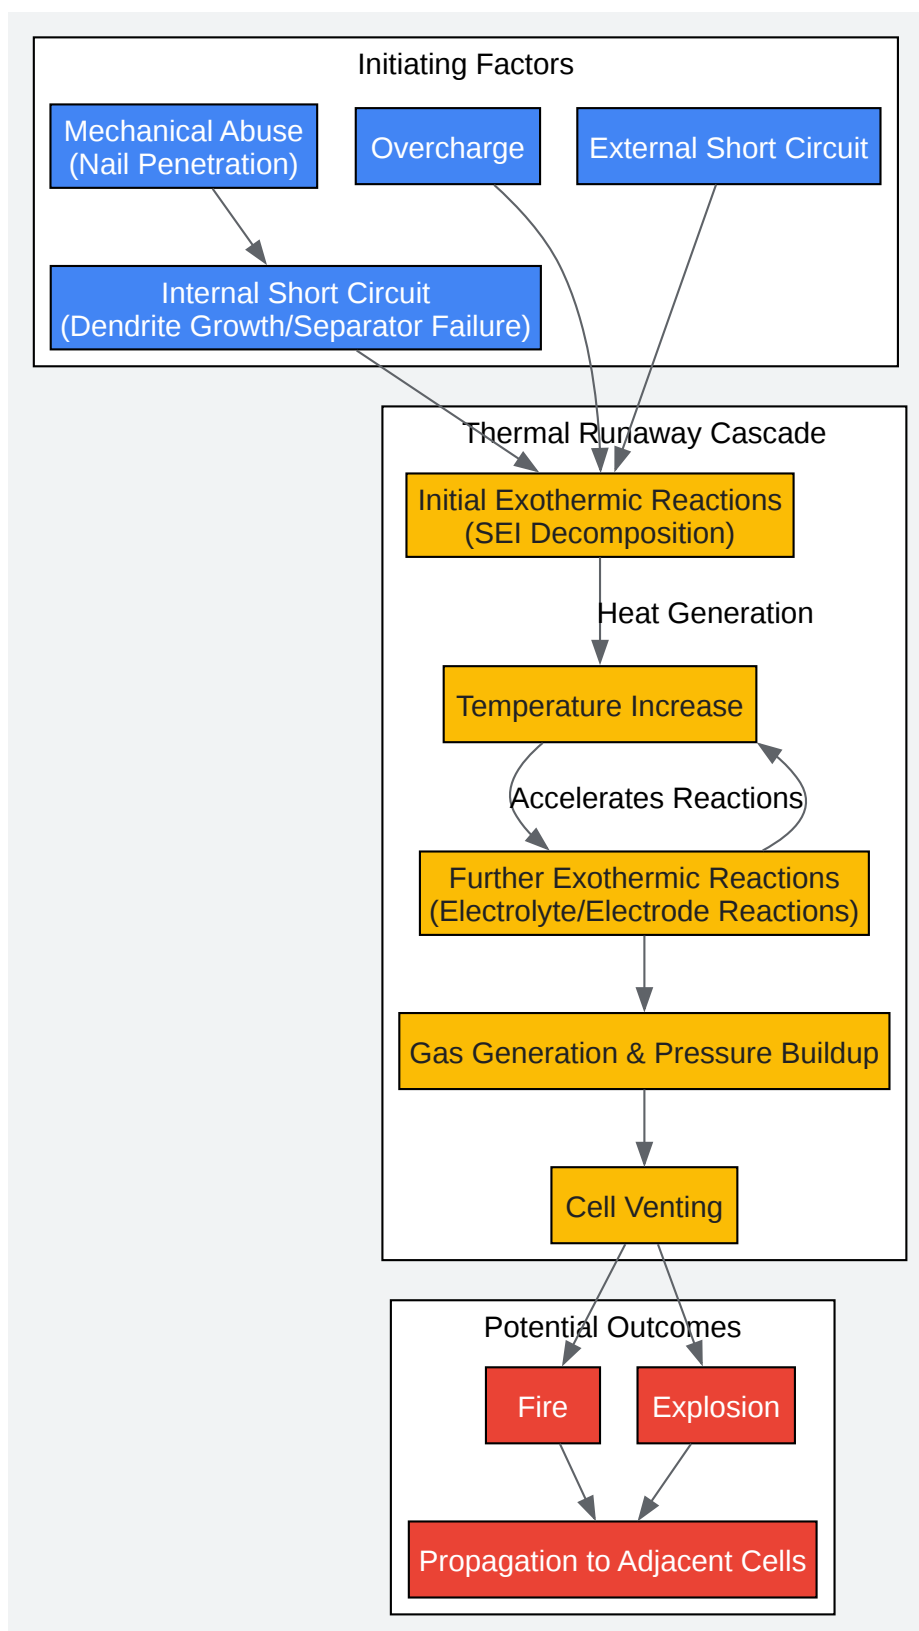 Initiating Factors
Mechanical Abuse
(Nail Penetration)
Overcharge
External Short Circuit
Internal Short Circuit
(Dendrite Growth/Separator Failure)
Thermal Runaway Cascade
Initial Exothermic Reactions
(SEI Decomposition)
Heat Generation
Temperature Increase
Accelerates Reactions
Further Exothermic Reactions
(Electrolyte/Electrode Reactions)
Gas Generation & Pressure Buildup
Cell Venting
Potential Outcomes
Fire
Explosion
Propagation to Adjacent Cells